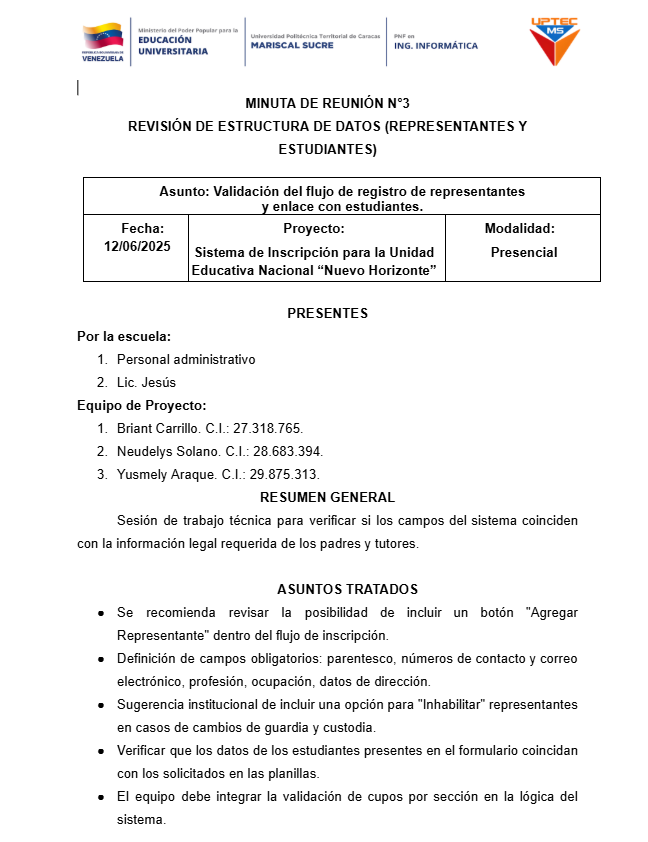 Ministerio del Poder Popular para la
EDUCACIÓN
UNIVERSITARIA
Universidad Politécnica Territorial de Caracas
MARISCAL SUCRE
PNF en
ING. INFORMÁTICA
REPÚBLICA BOLIVARIANA DE
VENEZUELA
UPTEC
MS
MINUTA DE REUNIÓN N°3
REVISIÓN DE ESTRUCTURA DE DATOS (REPRESENTANTES Y
ESTUDIANTES)
Asunto: Validación del flujo de registro de representantes
y enlace con estudiantes.
Fecha:
12/06/2025
Proyecto:
Sistema de Inscripción para la Unidad
Educativa Nacional “Nuevo Horizonte”
Modalidad:
Presencial
PRESENTES
Por la escuela:
1. Personal administrativo
2. Lic. Jesús
Equipo de Proyecto:
1. Briant Carrillo. C.I.: 27.318.765.
2. Neudelys Solano. C.I.: 28.683.394.
3. Yusmely Araque. C.I.: 29.875.313.
RESUMEN GENERAL
Sesión de trabajo técnica para verificar si los campos del sistema coinciden
con la información legal requerida de los padres y tutores.
ASUNTOS TRATADOS
● Se recomienda revisar la posibilidad de incluir un botón "Agregar
Representante" dentro del flujo de inscripción.
● Definición de campos obligatorios: parentesco, números de contacto y correo
electrónico, profesión, ocupación, datos de dirección.
● Sugerencia institucional de incluir una opción para "Inhabilitar" representantes
en casos de cambios de guardia y custodia.
● Verificar que los datos de los estudiantes presentes en el formulario coincidan
con los solicitados en las planillas.
● El equipo debe integrar la validación de cupos por sección en la lógica del
sistema.